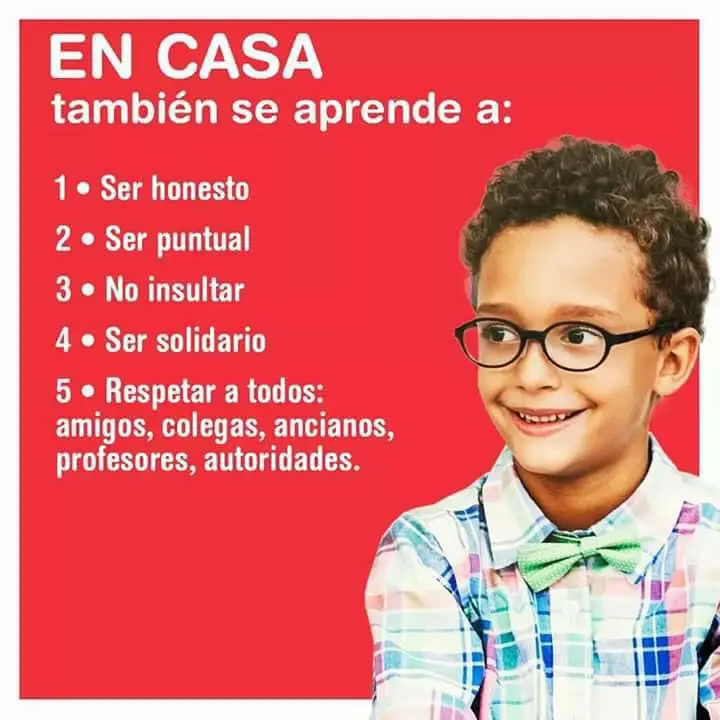 EN CASA
también se aprende a:
1 • Ser honesto
2 • Ser puntual
3 • No insultar
4 • Ser solidario
5 • Respetar a todos:
amigos, colegas, ancianos,
profesores, autoridades.